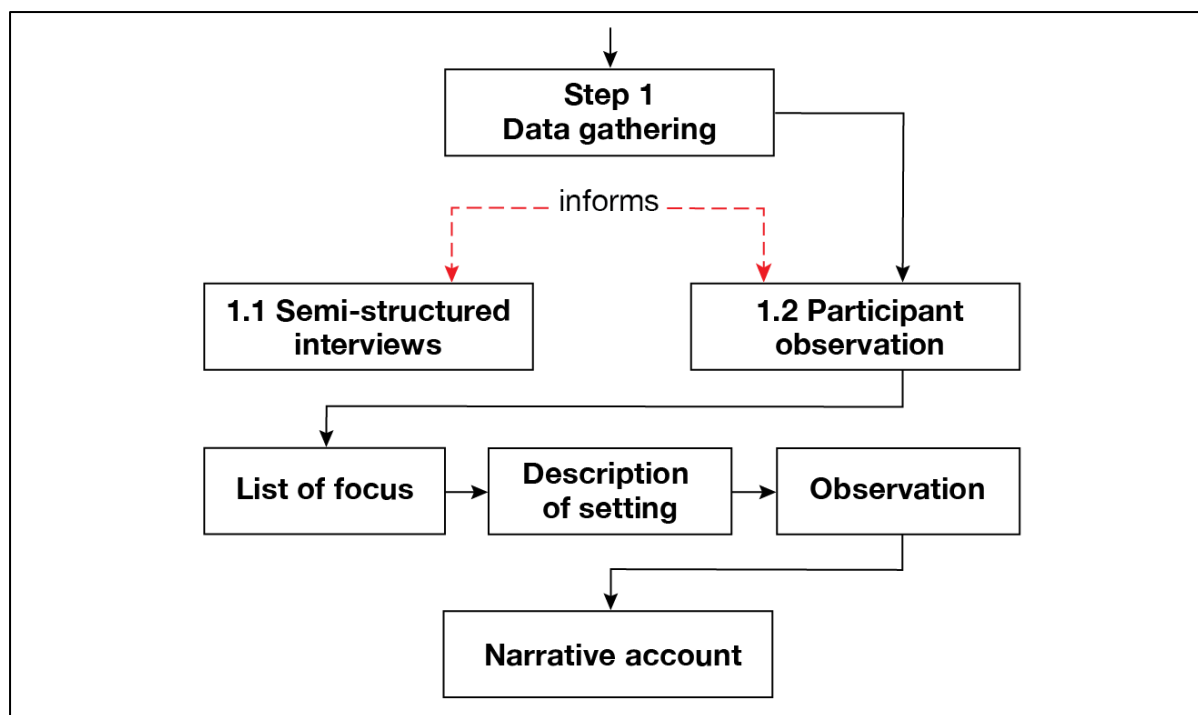 Step 1
Data gathering
informs
1.1 Semi-structured
interviews
1.2 Participant
observation
List of focus
Description
of setting
Observation
Narrative account